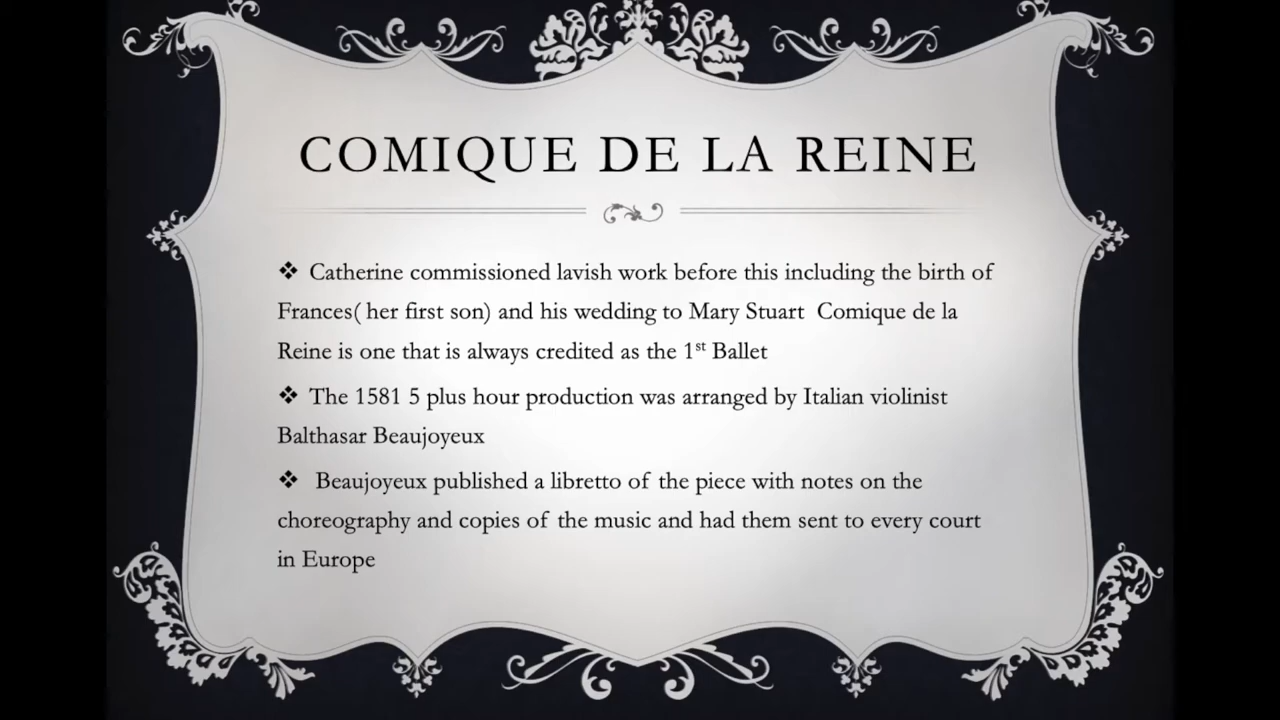 COMIQUE DE LA REINE
❖ Catherine commissioned lavish work before this including the birth of
Frances( her first son) and his wedding to Mary Stuart  Comique de la
Reine is one that is always credited as the 1st Ballet
❖ The 1581 5 plus hour production was arranged by Italian violinist
Balthasar Beaujoyeux
❖ Beaujoyeux published a libretto of the piece with notes on the
choreography and copies of the music and had them sent to every court
in Europe